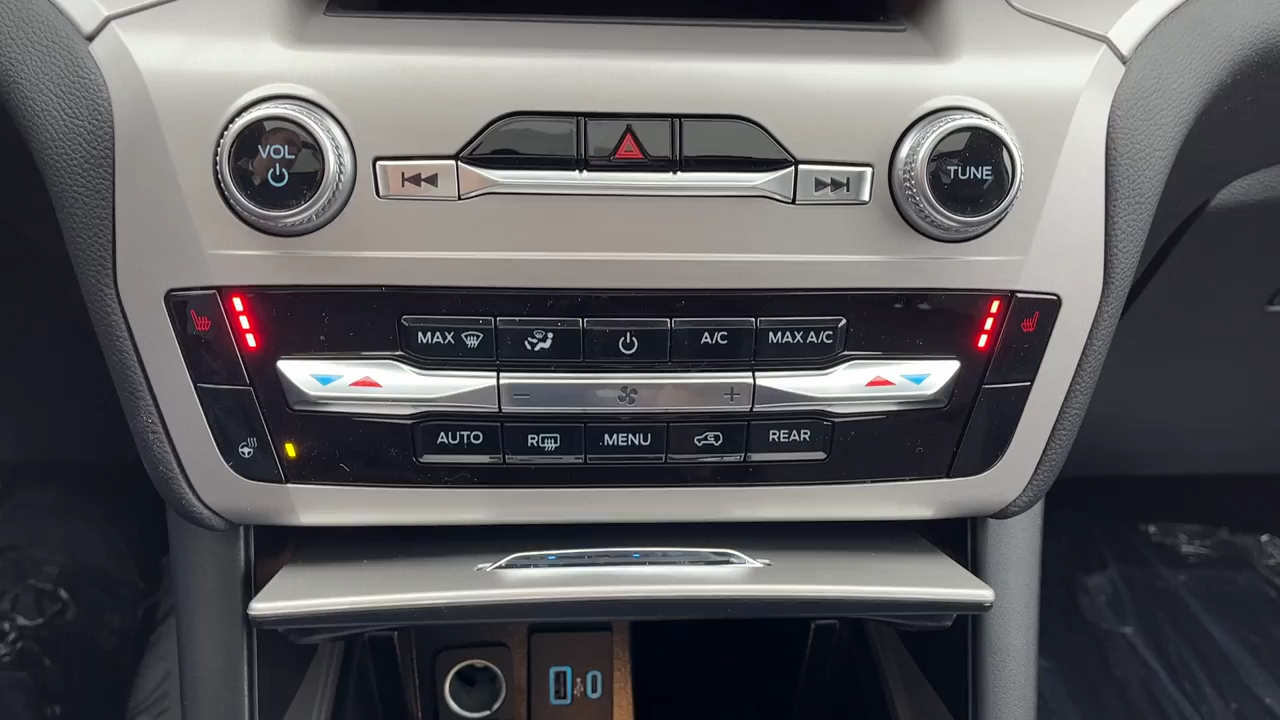 VOL
TUNE
MAX
A/C
MAX A/C
AUTO
R
MENU
REAR